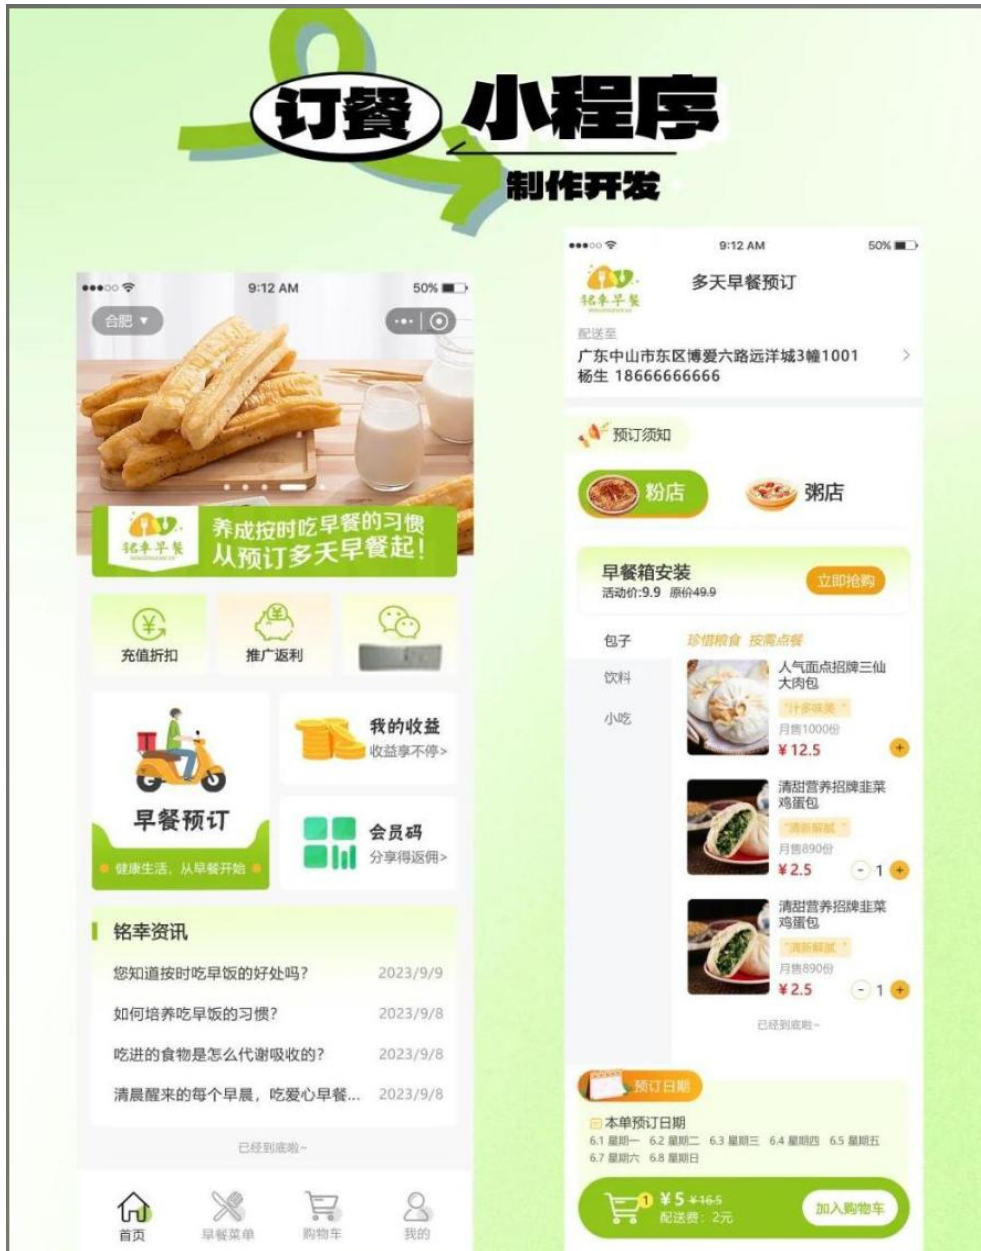 订餐
小程序
制作开发
9:12 AM
50%
合肥
铭幸早餐
养成按时吃早餐的习惯
从预订多天早餐起！
充值折扣
推广返利
早餐预订
健康生活，从早餐开始
我的收益
收益享不停>
会员码
分享得返佣>
铭幸资讯
您知道按时吃早饭的好处吗？ 2023/9/9
如何培养吃早饭的习惯？ 2023/9/8
吃进的食物是怎么代谢吸收的？ 2023/9/8
清晨醒来的每个早晨，吃爱心早餐... 2023/9/8
已经到底啦~
首页
早餐菜单
购物车
我的
9:12 AM
50%
铭幸早餐
多天早餐预订
配送至
广东中山市东区博爱六路远洋城3幢1001
杨生 18666666666
预订须知
粉店
粥店
早餐箱安装
活动价:9.9 原价49.9
立即抢购
包子
饮料
小吃
珍惜粮食 按需点餐
人气面点招牌三仙
大肉包
"汁多味美"
月售1000份
¥12.5
清甜营养招牌韭菜
鸡蛋包
"清新解腻"
月售890份
¥2.5
- 1 +
清甜营养招牌韭菜
鸡蛋包
"清新解腻"
月售890份
¥2.5
- 1 +
已经到底啦~
预订日期
本单预订日期
6.1 星期一 6.2 星期二 6.3 星期三 6.4 星期四 6.5 星期五
6.7 星期六 6.8 星期日
1
¥5 ¥16.5
配送费：2元
加入购物车